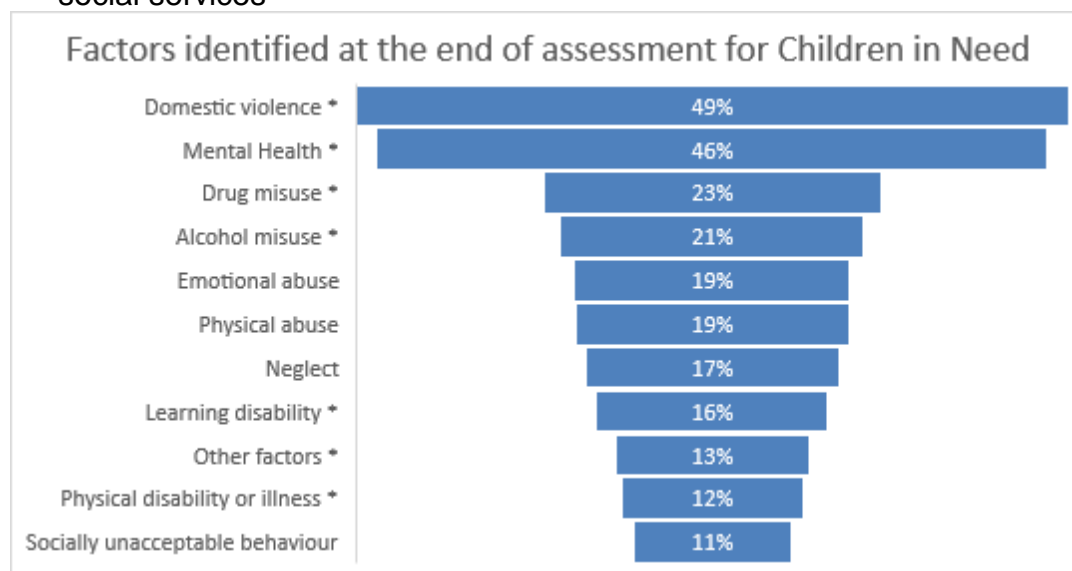 social services
Factors identified at the end of assessment for Children in Need
Domestic violence * 49%
Mental Health * 46%
Drug misuse * 23%
Alcohol misuse * 21%
Emotional abuse 19%
Physical abuse 19%
Neglect 17%
Learning disability * 16%
Other factors * 13%
Physical disability or illness * 12%
Socially unacceptable behaviour 11%